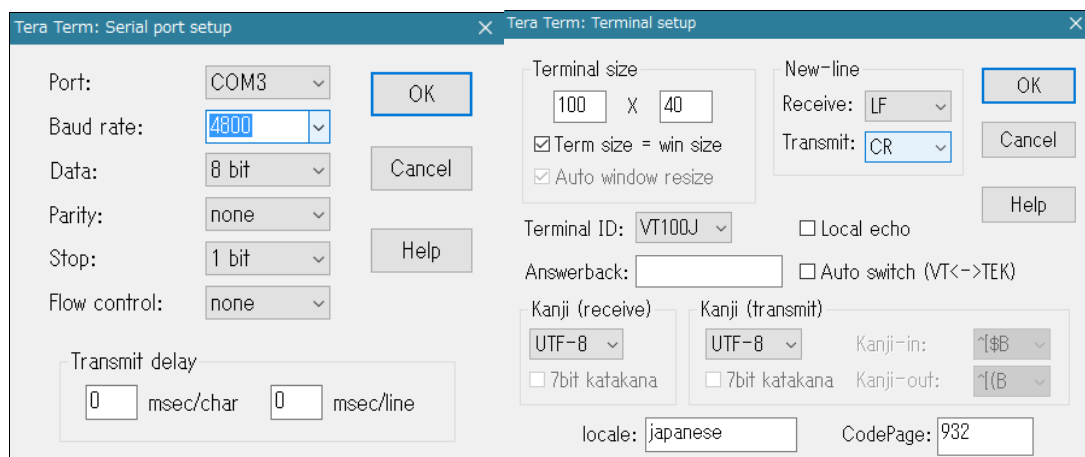 Tera Term: Serial port setup
Port: COM3
OK
Baud rate: 4800
Data: 8 bit
Cancel
Parity: none
Stop: 1 bit
Help
Flow control: none
Transmit delay
0 msec/char 0 msec/line
Tera Term: Terminal setup
Terminal size
100 X 40
Term size = win size
Auto window resize
New-line
Receive: LF
Transmit: CR
OK
Cancel
Help
Terminal ID: VT100J
Local echo
Answerback:
Auto switch (VT<->TEK)
Kanji (receive)
UTF-8
7bit katakana
Kanji (transmit)
UTF-8
Kanji-in: ^[$B
7bit katakana
Kanji-out: ^[(B
locale: japanese
CodePage: 932